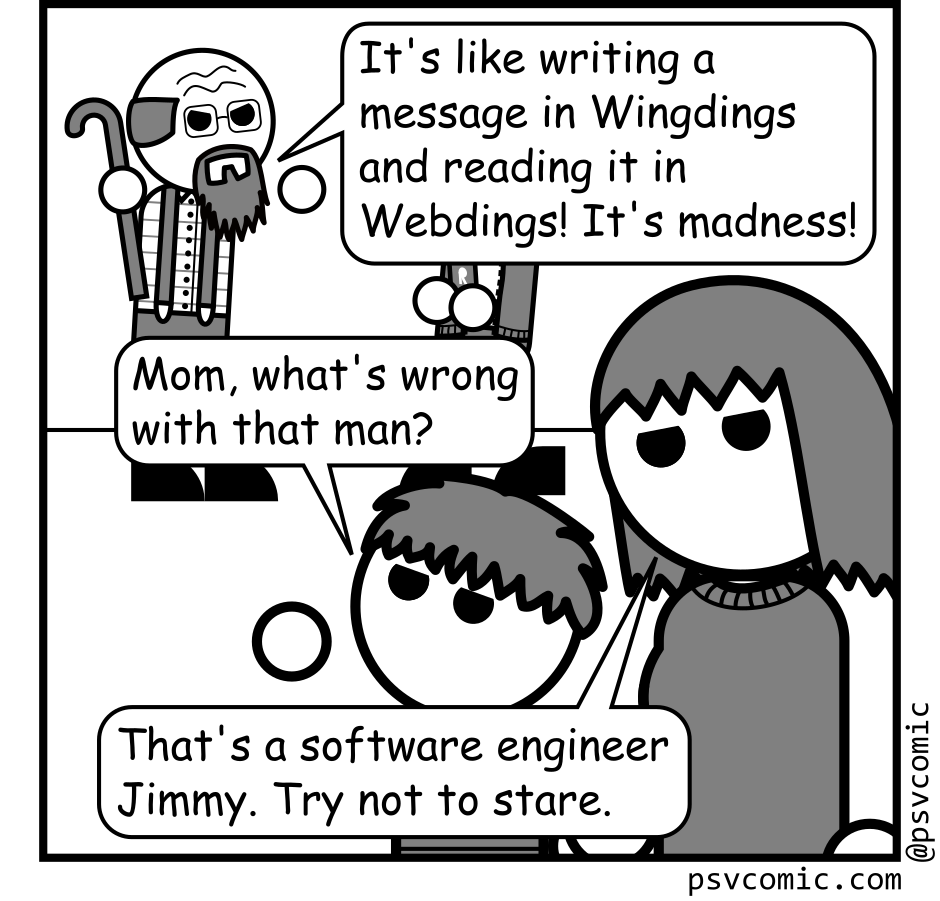 It's like writing a
message in Wingdings
and reading it in
Webdings! It's madness!
Mom, what's wrong
with that man?
That's a software engineer
Jimmy. Try not to stare.
@psvcomic
psvcomic.com